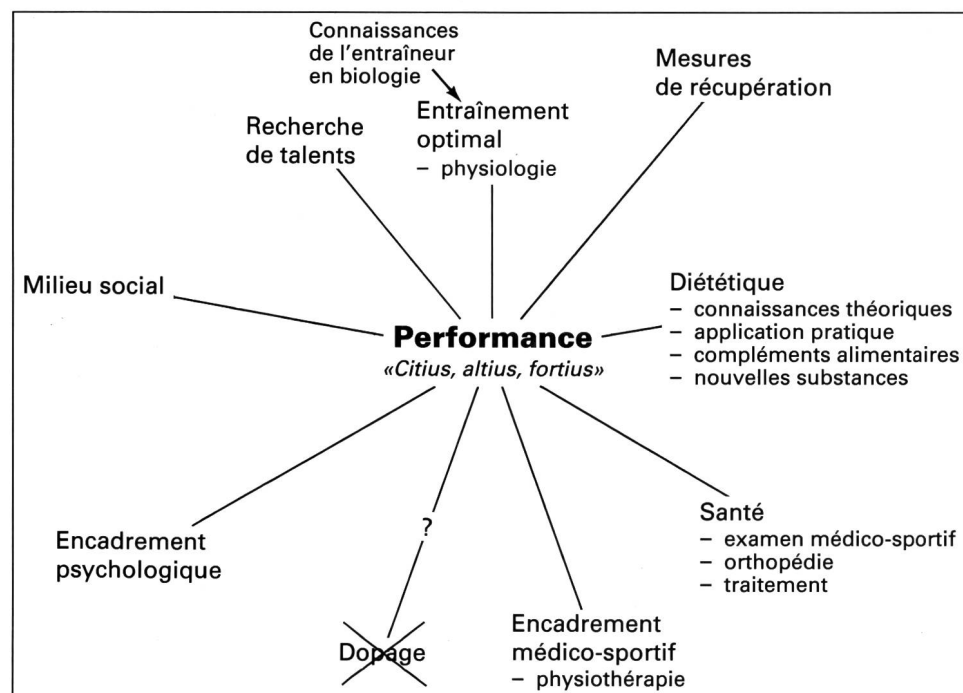 Connaissances
de l'entraîneur
en biologie
Entraînement
optimal
– physiologie
Mesures
de récupération
Recherche
de talents
Milieu social
Diététique
– connaissances théoriques
– application pratique
– compléments alimentaires
– nouvelles substances
Performance
«Citius, altius, fortius»
Santé
– examen médico-sportif
– orthopédie
– traitement
?
Encadrement
psychologique
Dopage
Encadrement
médico-sportif
– physiothérapie